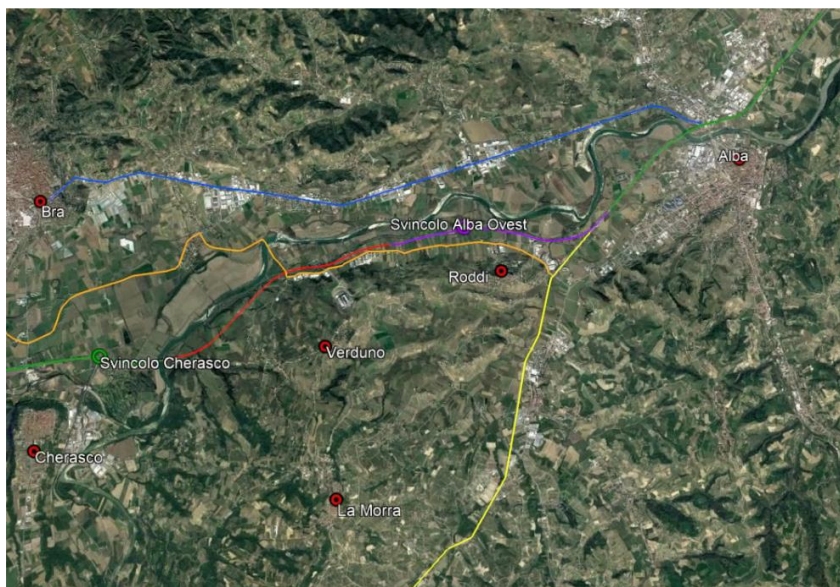 Alba
Bra
Svincolo Alba Ovest
Roddi
Svincolo Cherasco
Verduno
Cherasco
La Morra